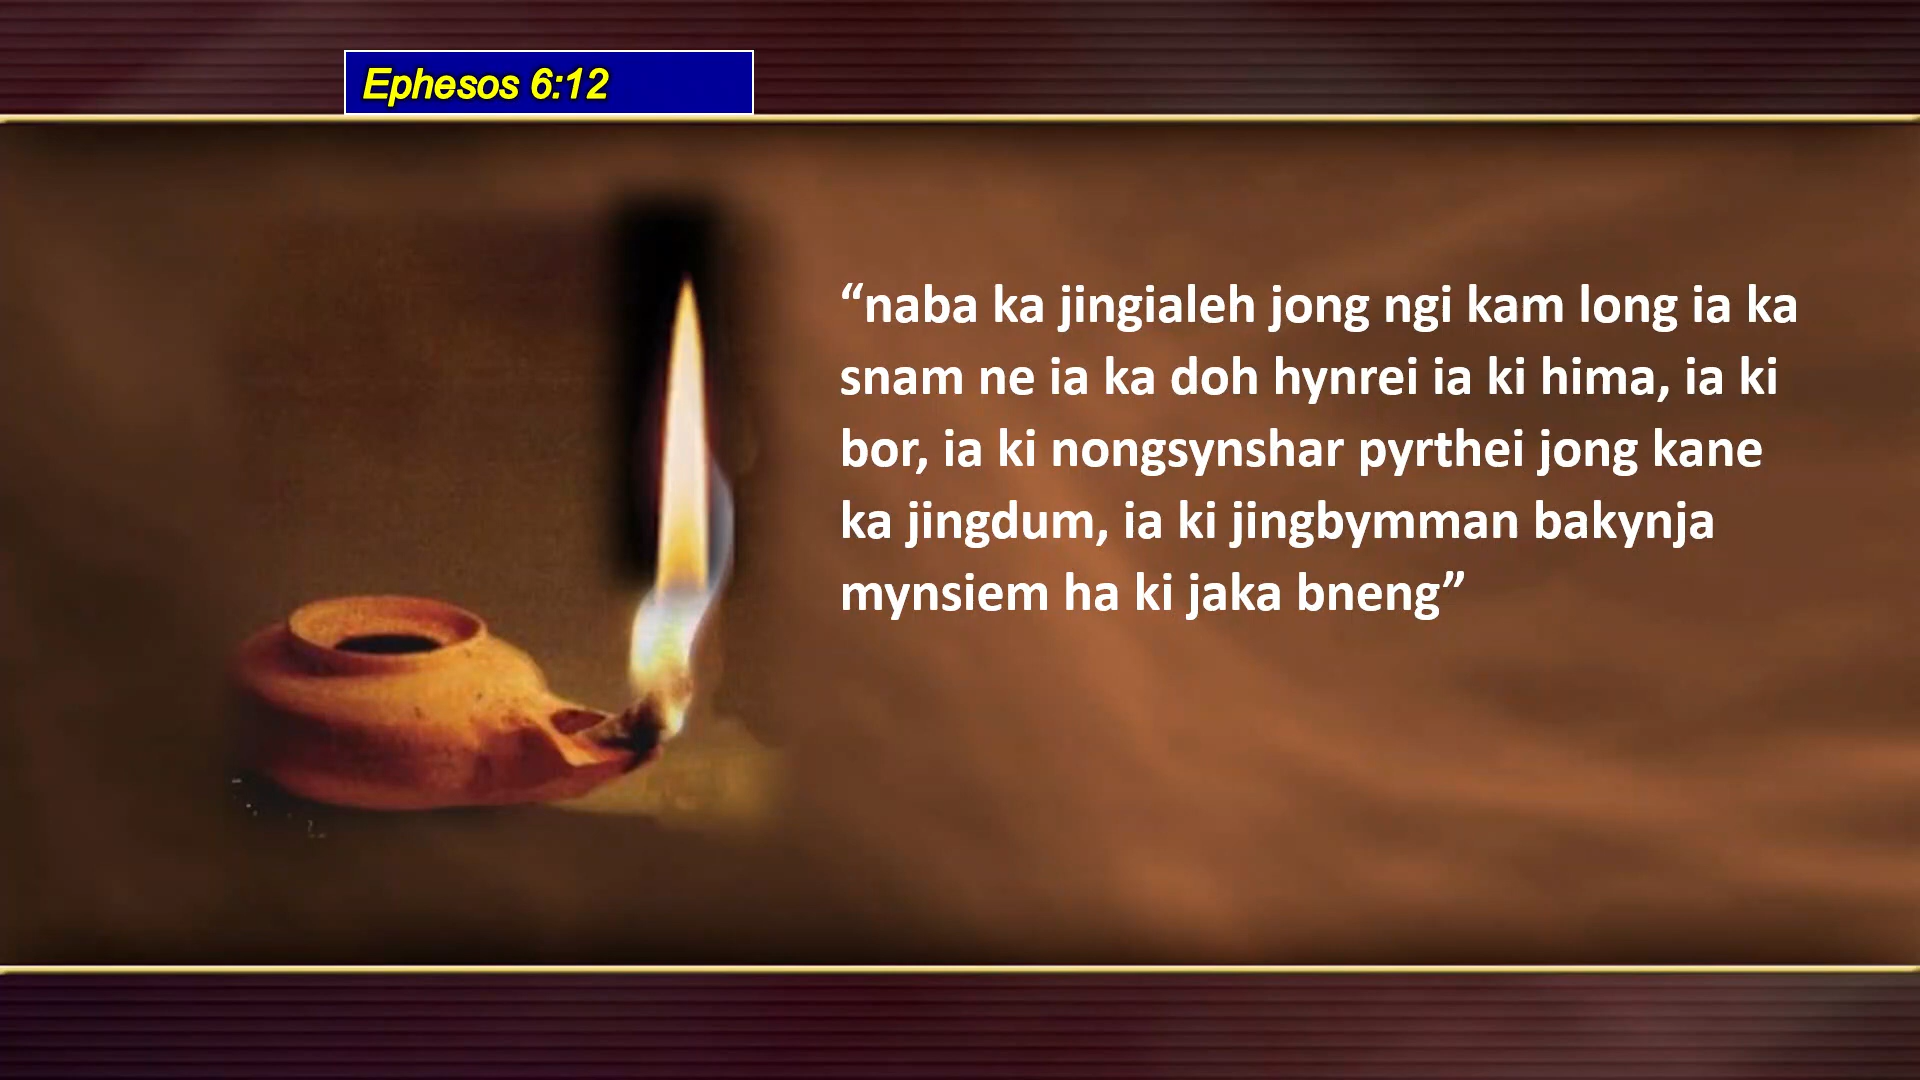 Ephesos 6:12
“naba ka jingialeh jong ngi kam long ia ka
snam ne ia ka doh hynrei ia ki hima, ia ki
bor, ia ki nongsynshar pyrthei jong kane
ka jingdum, ia ki jingbymman bakynja
mynsiem ha ki jaka bneng”